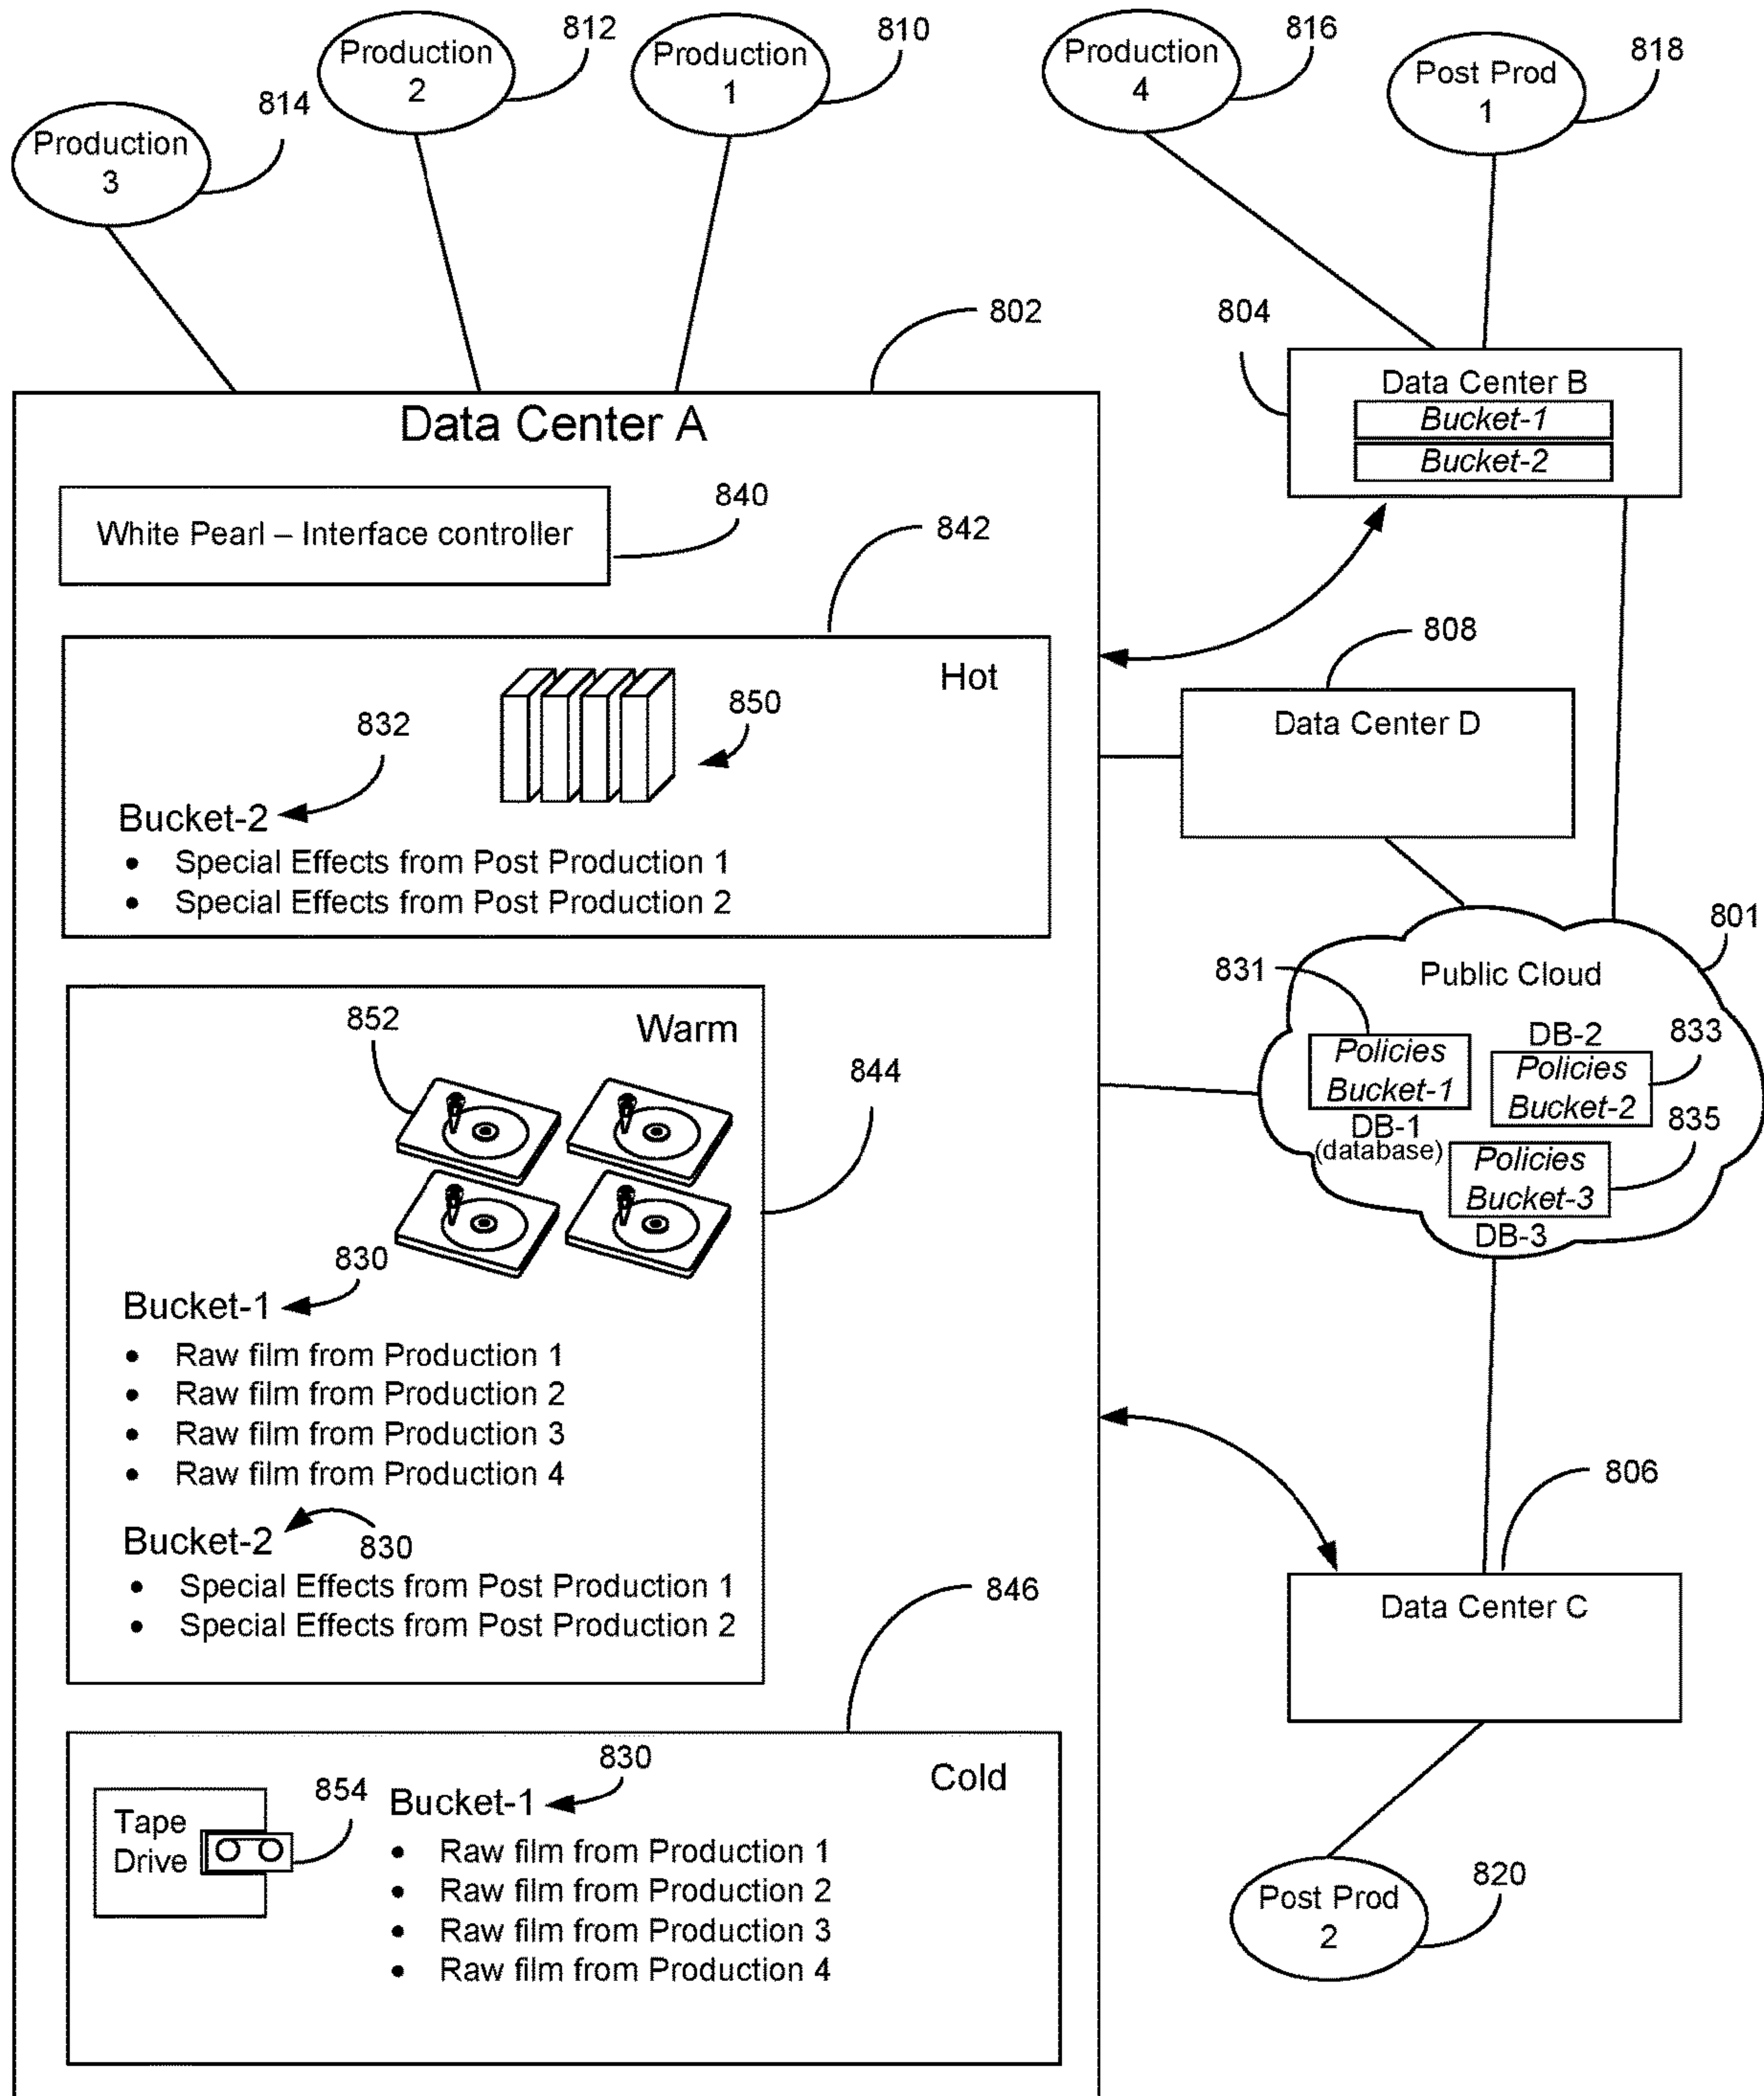 Production
2
812
Production
1
810
Production
4
816
Post Prod
1
818
Production
3
814
802
804
Data Center A
Data Center B
Bucket-1
Bucket-2
White Pearl – Interface controller
840
842
Hot
850
832
Bucket-2
• Special Effects from Post Production 1
• Special Effects from Post Production 2
808
Data Center D
801
Public Cloud
831
Policies
Bucket-1
DB-1
(database)
DB-2
833
Policies
Bucket-2
835
Policies
Bucket-3
DB-3
852
Warm
844
830
Bucket-1
• Raw film from Production 1
• Raw film from Production 2
• Raw film from Production 3
• Raw film from Production 4
Bucket-2
830
• Special Effects from Post Production 1
• Special Effects from Post Production 2
806
Data Center C
846
Cold
Tape
Drive
854
830
Bucket-1
• Raw film from Production 1
• Raw film from Production 2
• Raw film from Production 3
• Raw film from Production 4
Post Prod
2
820